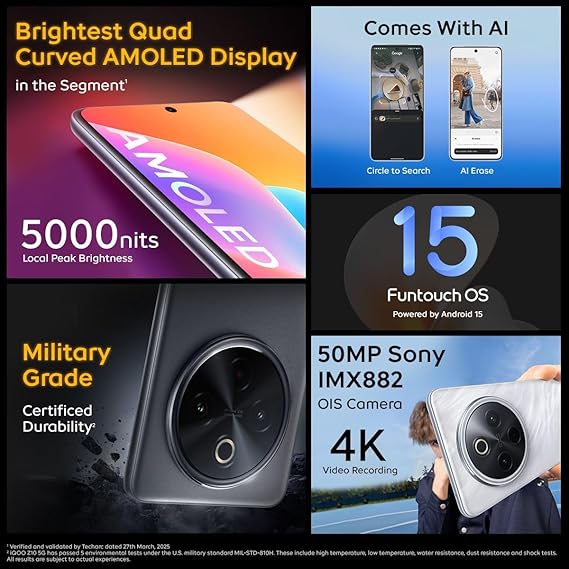 Brightest Quad
Curved AMOLED Display
in the Segment¹
AMOLED
5000nits
Local Peak Brightness
Comes With AI
Google
Circle to Search
AI Erase
15
Funtouch OS
Powered by Android 15
Military
Grade
Certificed
Durability²
50MP Sony
IMX882
OIS Camera
4K
Video Recording
¹ Verified and validated by Techarc dated 27th March, 2025
² iQOO Z10 5G has passed 5 environmental tests under the U.S. military standard MIL-STD-810H. These include high temperature, low temperature, water resistance, dust resistance and shock tests.
All results are subject to actual experiences.